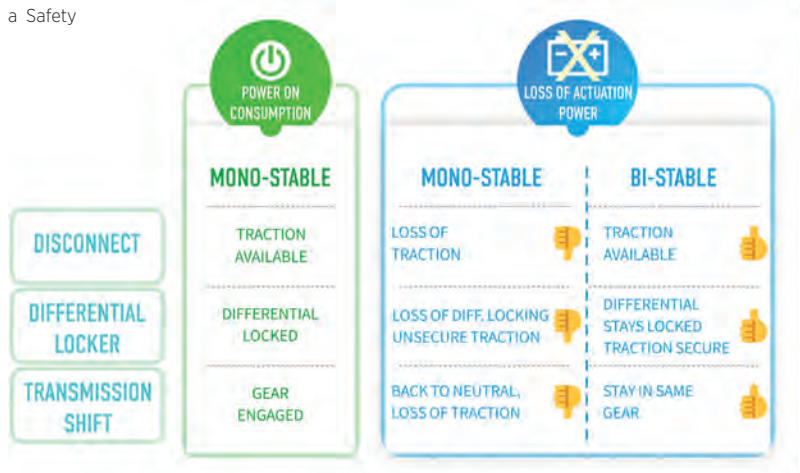 a Safety
POWER ON
CONSUMPTION
LOSS OF ACTUATION
POWER
MONO-STABLE
MONO-STABLE
BI-STABLE
DISCONNECT
TRACTION
AVAILABLE
LOSS OF
TRACTION
TRACTION
AVAILABLE
DIFFERENTIAL
LOCKER
DIFFERENTIAL
LOCKED
LOSS OF DIFF. LOCKING
UNSECURE TRACTION
DIFFERENTIAL
STAYS LOCKED
TRACTION SECURE
TRANSMISSION
SHIFT
GEAR
ENGAGED
BACK TO NEUTRAL,
LOSS OF TRACTION
STAY IN SAME
GEAR